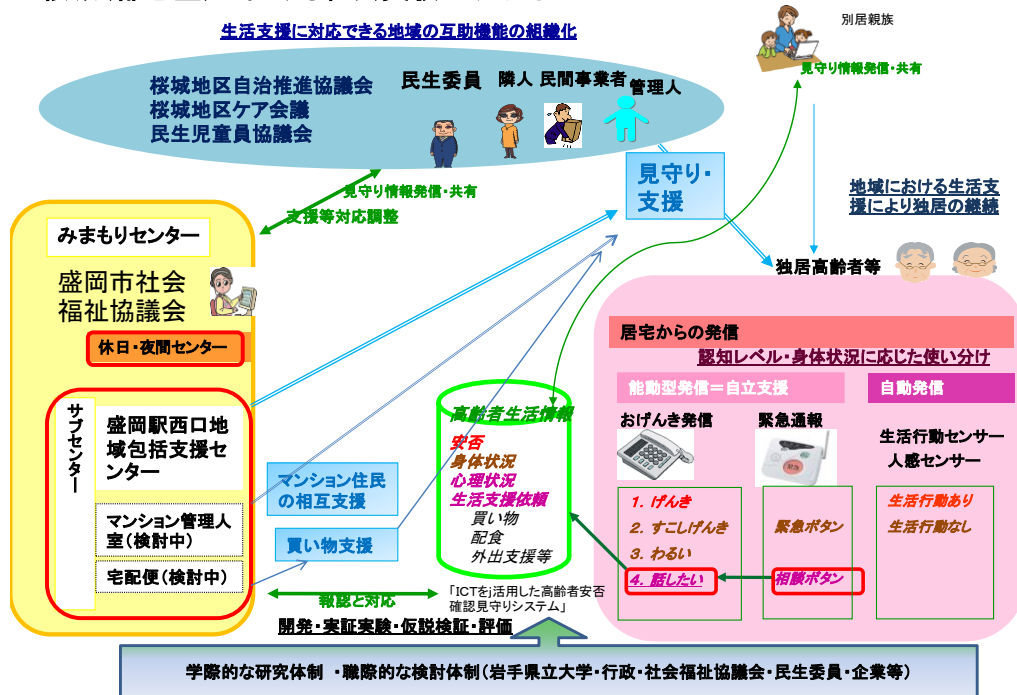 生活支援に対応できる地域の互助機能の組織化
別居親族
見守り情報発信・共有
桜城地区自治推進協議会
桜城地区ケア会議
民生児童員協議会
民生委員
隣人
民間事業者
管理人
見守り・
支援
見守り情報発信・共有
支援等対応調整
地域における生活支
援により独居の継続
みまもりセンター
盛岡市社会
福祉協議会
休日・夜間センター
サブセンター
盛岡駅西口地
域包括支援セ
ンター
マンション管理人
室(検討中)
宅配便(検討中)
マンション住民
の相互支援
買い物支援
高齢者生活情報
安否
身体状況
心理状況
生活支援依頼
買い物
配食
外出支援等
独居高齢者等
居宅からの発信
認知レベル・身体状況に応じた使い分け
能動型発信=自立支援
自動発信
おげんき発信
緊急通報
生活行動センサー
人感センサー
1. げんき
2. すこしげんき
3. わるい
4. 話したい
緊急ボタン
相談ボタン
生活行動あり
生活行動なし
報認と対応
「ICTをj活用した高齢者安否
確認見守りシステム」
開発・実証実験・仮説検証・評価
学際的な研究体制 ・職際的な検討体制(岩手県立大学・行政・社会福祉協議会・民生委員・企業等)